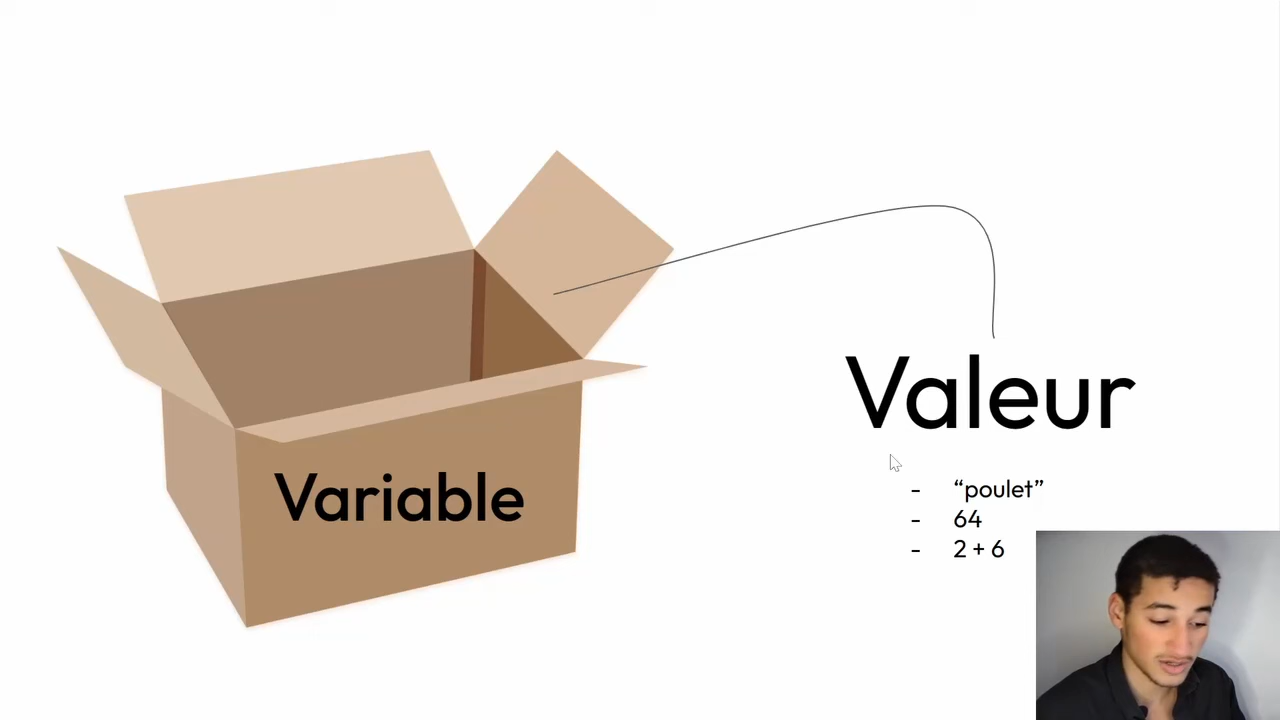 Valeur
Variable
- “poulet”
- 64
- 2 + 6